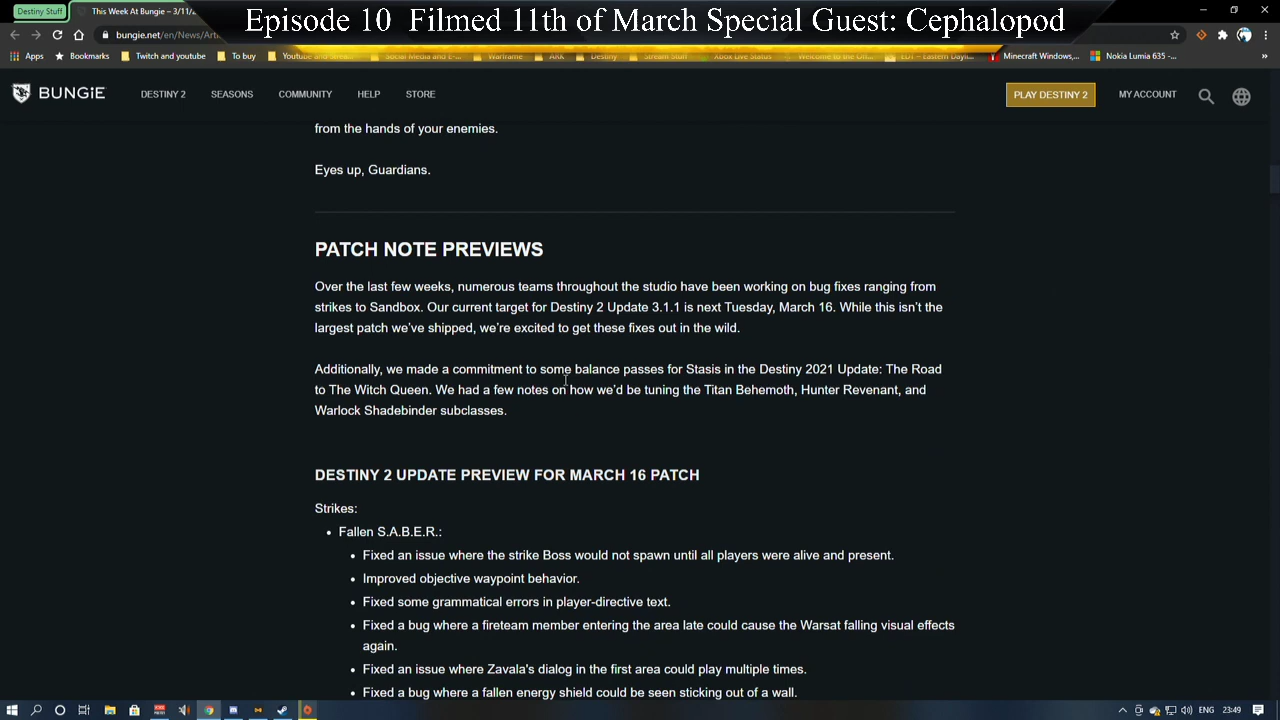 Episode 10  Filmed 11th of March Special Guest: Cephalopod
Destiny Stuff
This Week At Bungie – 3/11/2
bungie.net/en/News/Arti
Apps
Bookmarks
Twitch and youtube
To buy
Warframe
ARK
Destiny
Stream Stuff
Xbox Live Status
Minecraft Windows,...
Nokia Lumia 635 -...
BUNGiE
DESTINY 2
SEASONS
COMMUNITY
HELP
STORE
PLAY DESTINY 2
MY ACCOUNT
from the hands of your enemies.
Eyes up, Guardians.
PATCH NOTE PREVIEWS
Over the last few weeks, numerous teams throughout the studio have been working on bug fixes ranging from
strikes to Sandbox. Our current target for Destiny 2 Update 3.1.1 is next Tuesday, March 16. While this isn’t the
largest patch we’ve shipped, we’re excited to get these fixes out in the wild.
Additionally, we made a commitment to some balance passes for Stasis in the Destiny 2021 Update: The Road
to The Witch Queen. We had a few notes on how we’d be tuning the Titan Behemoth, Hunter Revenant, and
Warlock Shadebinder subclasses.
DESTINY 2 UPDATE PREVIEW FOR MARCH 16 PATCH
Strikes:
• Fallen S.A.B.E.R.:
• Fixed an issue where the strike Boss would not spawn until all players were alive and present.
• Improved objective waypoint behavior.
• Fixed some grammatical errors in player-directive text.
• Fixed a bug where a fireteam member entering the area late could cause the Warsat falling visual effects
again.
• Fixed an issue where Zavala's dialog in the first area could play multiple times.
• Fixed a bug where a fallen energy shield could be seen sticking out of a wall.
ENG
23:49